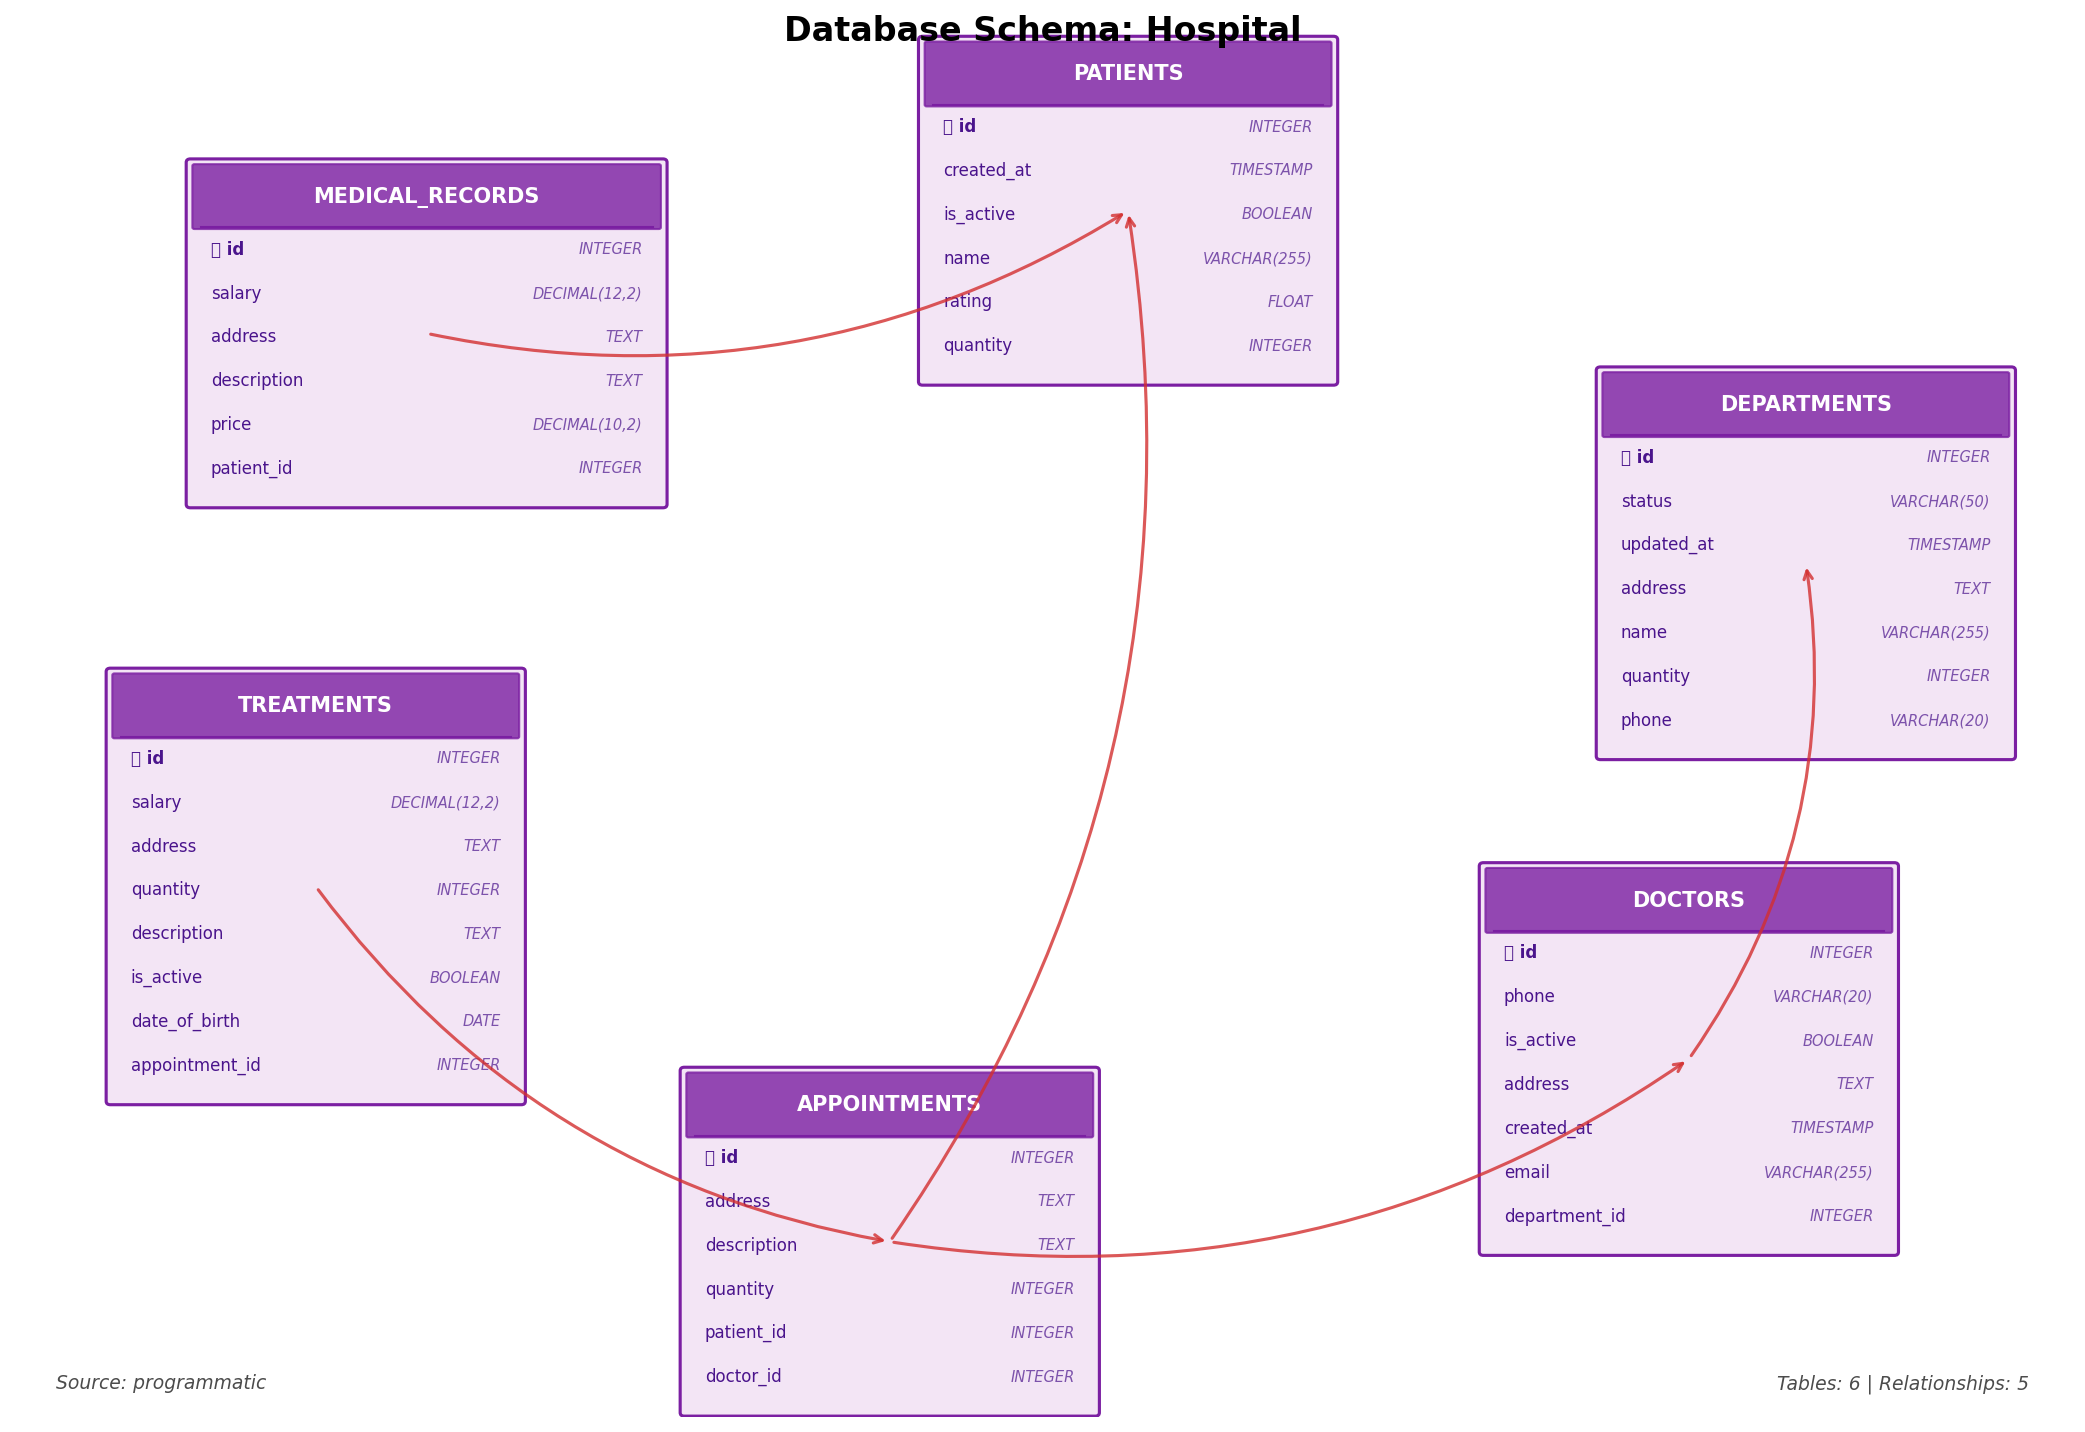 Database Schema: Hospital
PATIENTS
id INTEGER
created_at TIMESTAMP
is_active BOOLEAN
name VARCHAR(255)
rating FLOAT
quantity INTEGER
MEDICAL_RECORDS
id INTEGER
salary DECIMAL(12,2)
address TEXT
description TEXT
price DECIMAL(10,2)
patient_id INTEGER
DEPARTMENTS
id INTEGER
status VARCHAR(50)
updated_at TIMESTAMP
address TEXT
name VARCHAR(255)
quantity INTEGER
phone VARCHAR(20)
TREATMENTS
id INTEGER
salary DECIMAL(12,2)
address TEXT
quantity INTEGER
description TEXT
is_active BOOLEAN
date_of_birth DATE
appointment_id INTEGER
DOCTORS
id INTEGER
phone VARCHAR(20)
is_active BOOLEAN
address TEXT
created_at TIMESTAMP
email VARCHAR(255)
department_id INTEGER
APPOINTMENTS
id INTEGER
address TEXT
description TEXT
quantity INTEGER
patient_id INTEGER
doctor_id INTEGER
Source: programmatic
Tables: 6 | Relationships: 5